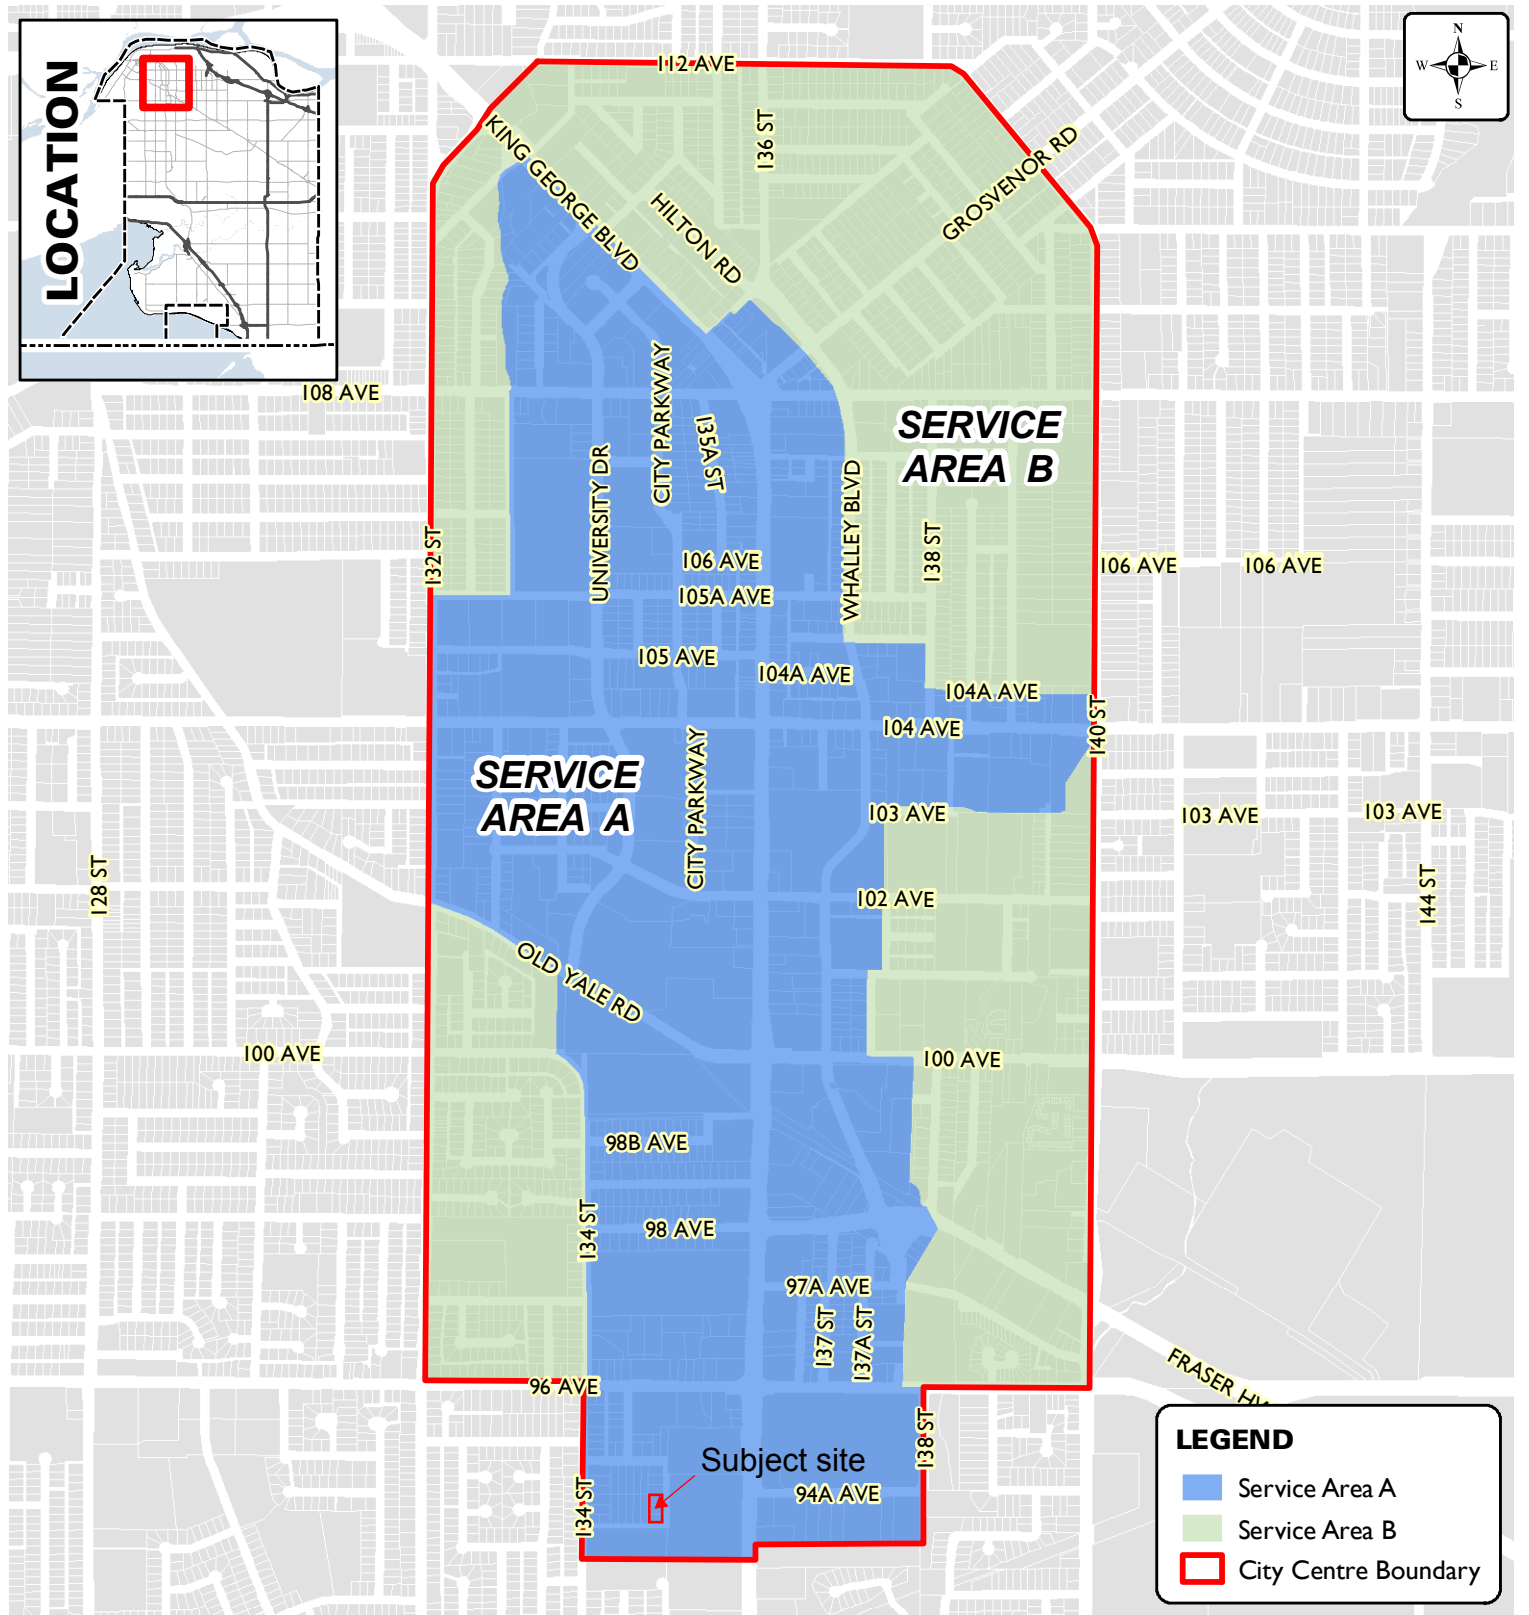 LOCATION
N
W
E
S
112 AVE
136 ST
KING GEORGE BLVD
HILTON RD
GROSVENOR RD
108 AVE
CITY PARKWAY
135A ST
SERVICE
AREA B
UNIVERSITY DR
WHALLEY BLVD
132 ST
138 ST
106 AVE
106 AVE
106 AVE
105A AVE
105 AVE
104A AVE
104A AVE
104 AVE
140 ST
CITY PARKWAY
SERVICE
AREA A
103 AVE
103 AVE
103 AVE
128 ST
102 AVE
144 ST
OLD YALE RD
100 AVE
100 AVE
98B AVE
134 ST
98 AVE
97A AVE
137 ST
137A ST
FRASER HW
96 AVE
138 ST
Subject site
94A AVE
134 ST
LEGEND
Service Area A
Service Area B
City Centre Boundary